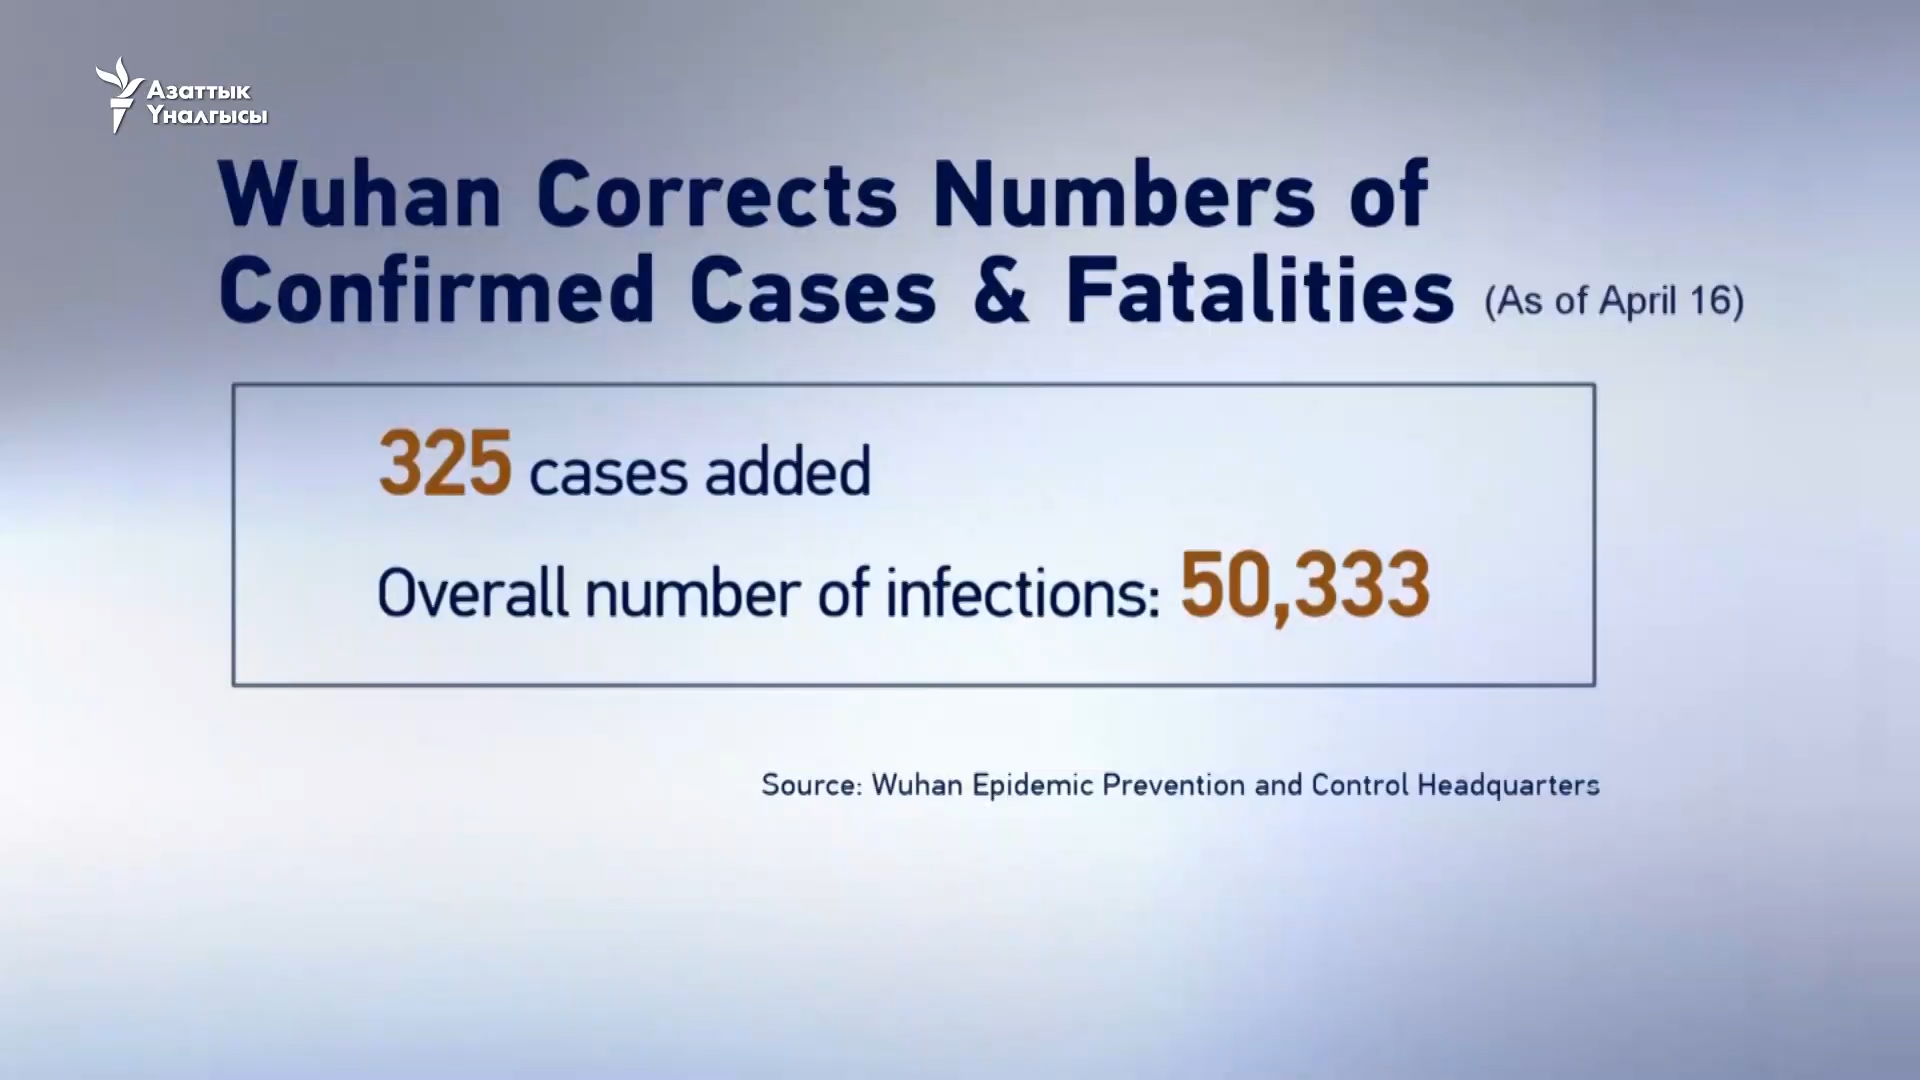 Азаттык
Үналгысы
Wuhan Corrects Numbers of
Confirmed Cases & Fatalities (As of April 16)
325 cases added
Overall number of infections: 50,333
Source: Wuhan Epidemic Prevention and Control Headquarters